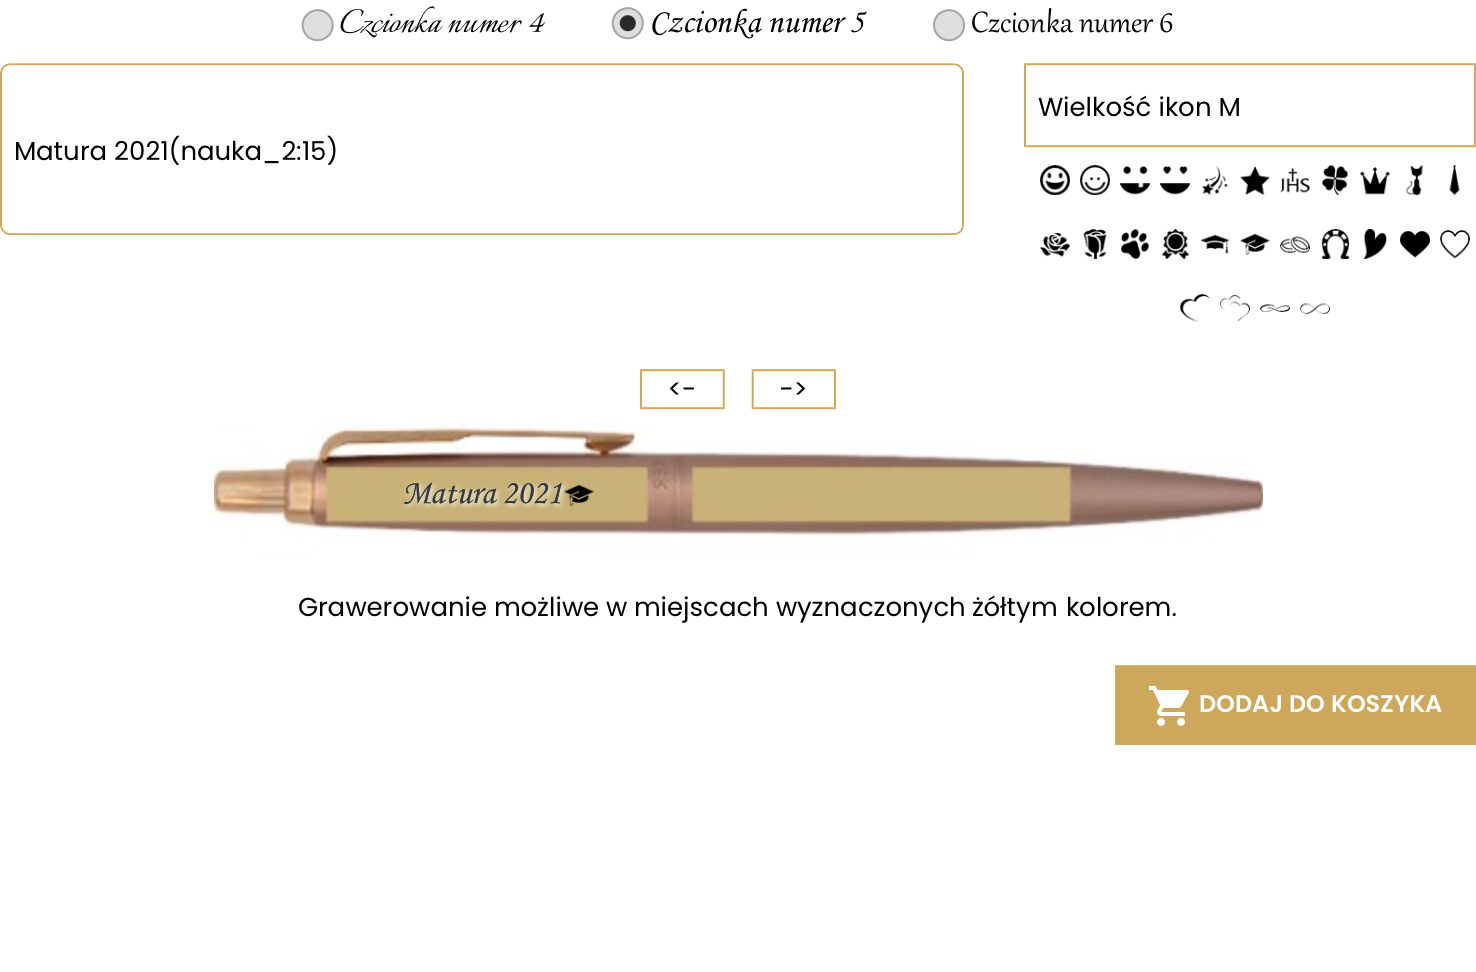 Czcionka numer 4 Czcionka numer 5 Czcionka numer 6
Matura 2021(nauka_2:15)
Wielkość ikon M
IHS
<- ->
Matura 2021
Grawerowanie możliwe w miejscach wyznaczonych żółtym kolorem.
DODAJ DO KOSZYKA